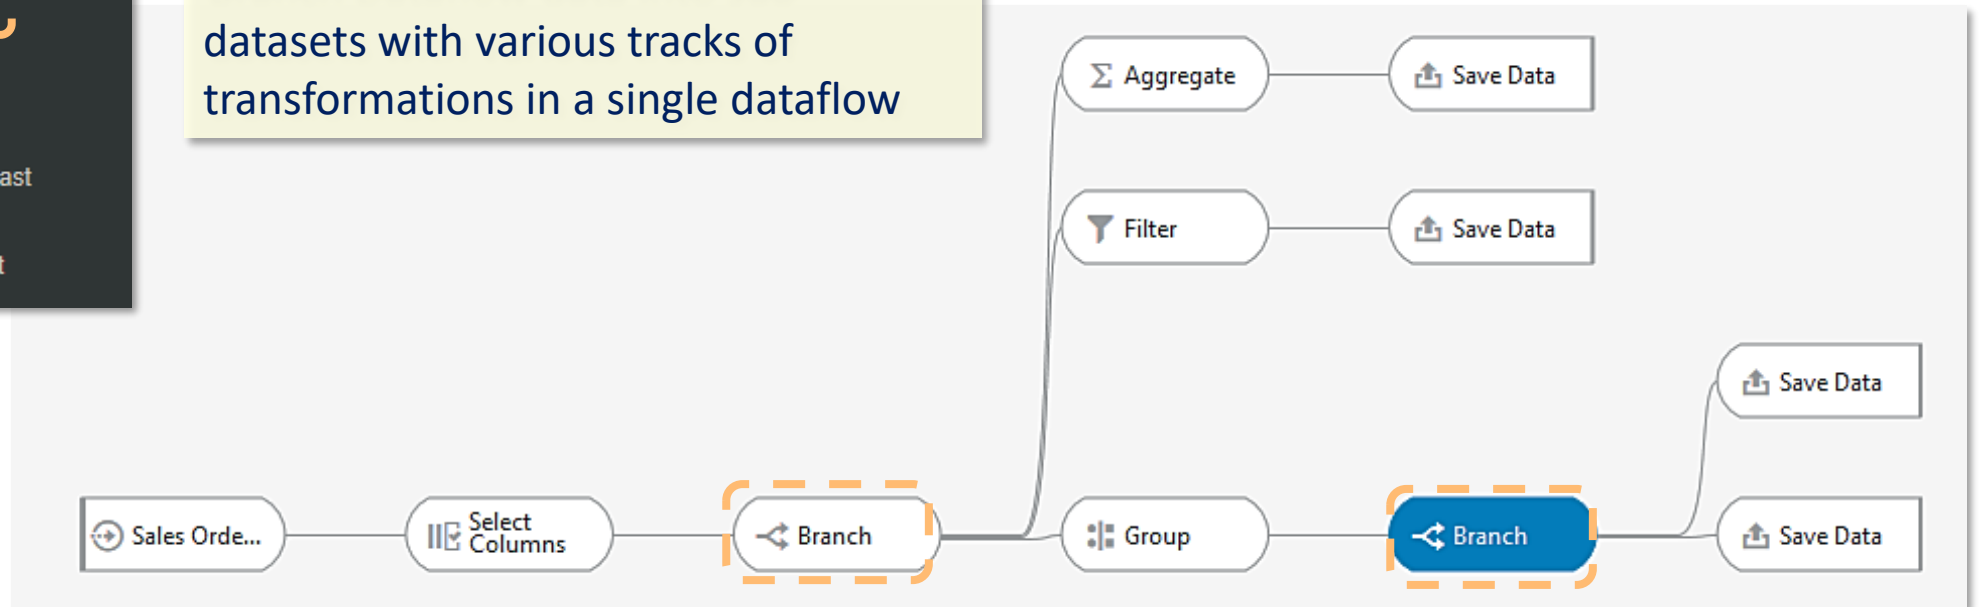 datasets with various tracks of
transformations in a single dataflow
ast
t
Aggregate
Save Data
Filter
Save Data
Save Data
Sales Orde...
Select
Columns
Branch
Group
Branch
Save Data